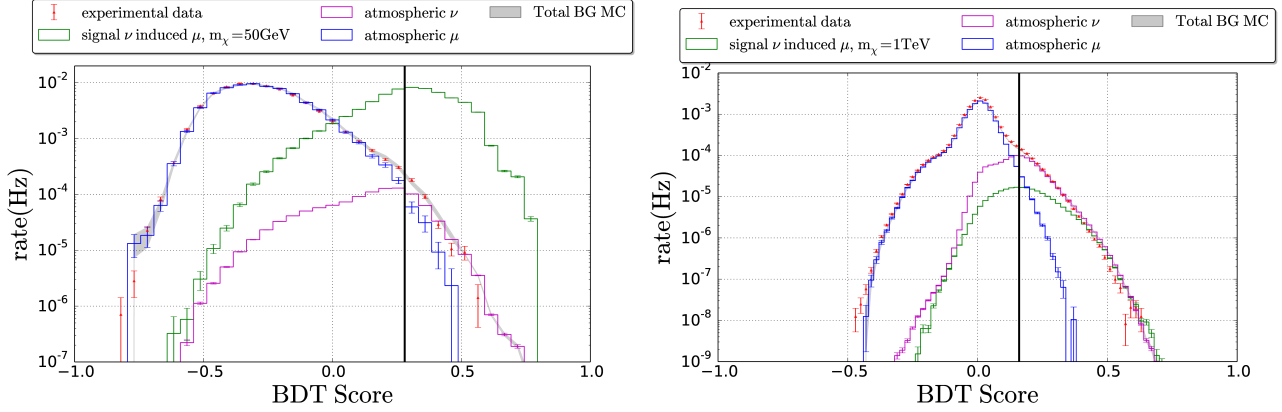 experimental data
atmospheric ν
Total BG MC
signal ν induced μ, mχ=50GeV
atmospheric μ
10⁻²
10⁻³
10⁻⁴
10⁻⁵
10⁻⁶
10⁻⁷
rate(Hz)
−1.0 −0.5 0.0 0.5 1.0
BDT Score
experimental data
atmospheric ν
Total BG MC
signal ν induced μ, mχ=1TeV
atmospheric μ
10⁻²
10⁻³
10⁻⁴
10⁻⁵
10⁻⁶
10⁻⁷
10⁻⁸
10⁻⁹
rate(Hz)
−1.0 −0.5 0.0 0.5 1.0
BDT Score